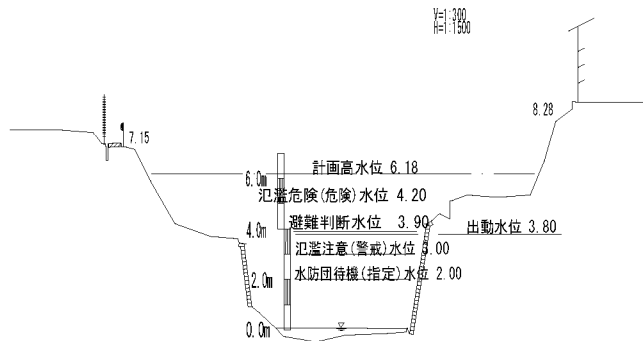 V=1:300
H=1:1500
8.28
7.15
計画高水位 6.18
6.0m
氾濫危険(危険)水位 4.20
避難判断水位 3.90
出動水位 3.80
4.0m
氾濫注意(警戒)水位 3.00
水防団待機(指定)水位 2.00
2.0m
0.0m